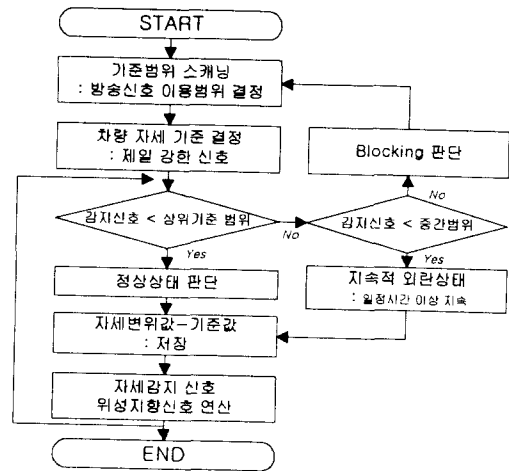 START
기준범위 스캐닝
: 방송신호 이용범위 결정
차량 자세 기준 결정
: 제일 강한 신호
Blocking 판단
No
감지신호 < 상위기준 범위
No
감지신호 < 중간범위
Yes
Yes
정상상태 판단
지속적 외란상태
: 일정시간 이상 지속
자세변위값-기준값
: 저장
자세감지 신호
위성지향신호 연산
END